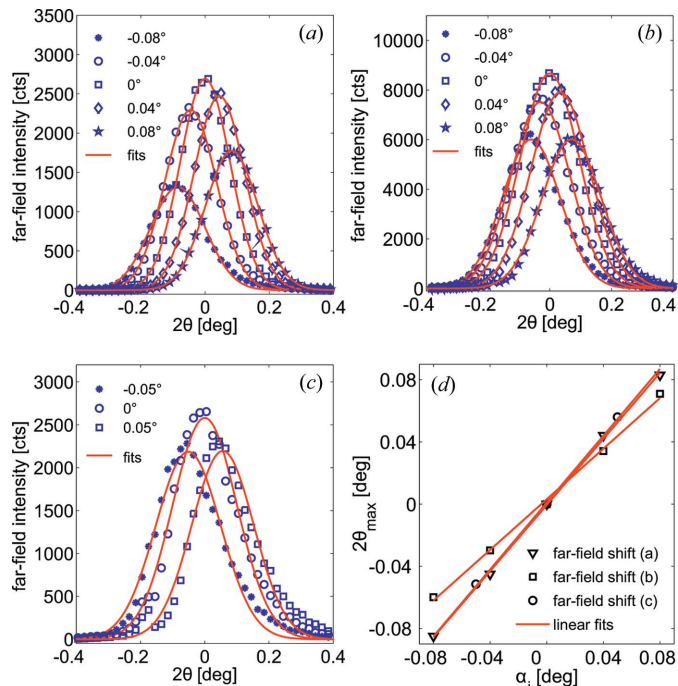 (a)
-0.08°
-0.04°
0°
0.04°
0.08°
fits
far-field intensity [cts]
3500
3000
2500
2000
1500
1000
500
0
-0.4 -0.2 0 0.2 0.4
2θ [deg]
(b)
-0.08°
-0.04°
0°
0.04°
0.08°
fits
far-field intensity [cts]
10000
8000
6000
4000
2000
0
-0.4 -0.2 0 0.2 0.4
2θ [deg]
(c)
-0.05°
0°
0.05°
fits
far-field intensity [cts]
3000
2500
2000
1500
1000
500
0
-0.4 -0.2 0 0.2 0.4
2θ [deg]
(d)
2θmax [deg]
0.08
0.04
0
-0.04
-0.08
far-field shift (a)
far-field shift (b)
far-field shift (c)
linear fits
-0.08 -0.04 0 0.04 0.08
αi [deg]